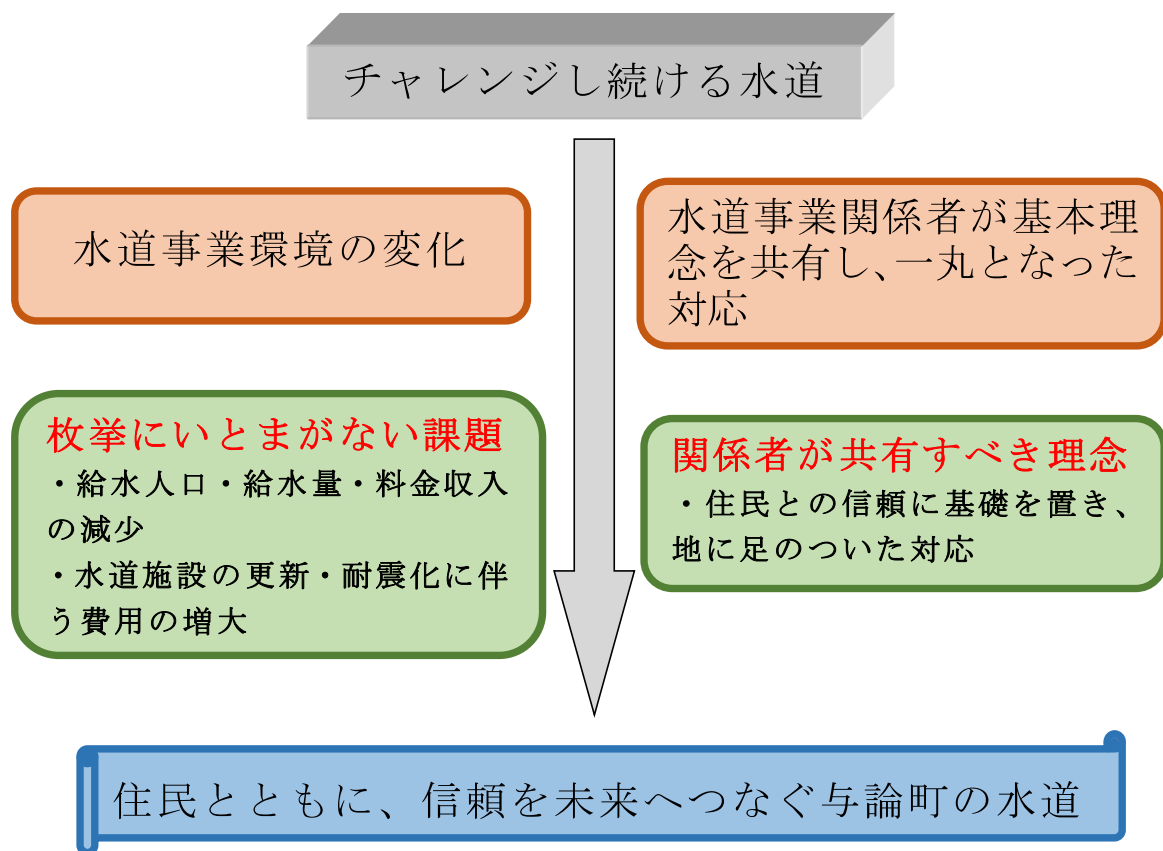 チャレンジし続ける水道
水道事業環境の変化
水道事業関係者が基本理
念を共有し、一丸となった
対応
枚挙にいとまがない課題
・給水人口・給水量・料金収入
の減少
・水道施設の更新・耐震化に伴
う費用の増大
関係者が共有すべき理念
・住民との信頼に基礎を置き、
地に足のついた対応
住民とともに、信頼を未来へつなぐ与論町の水道